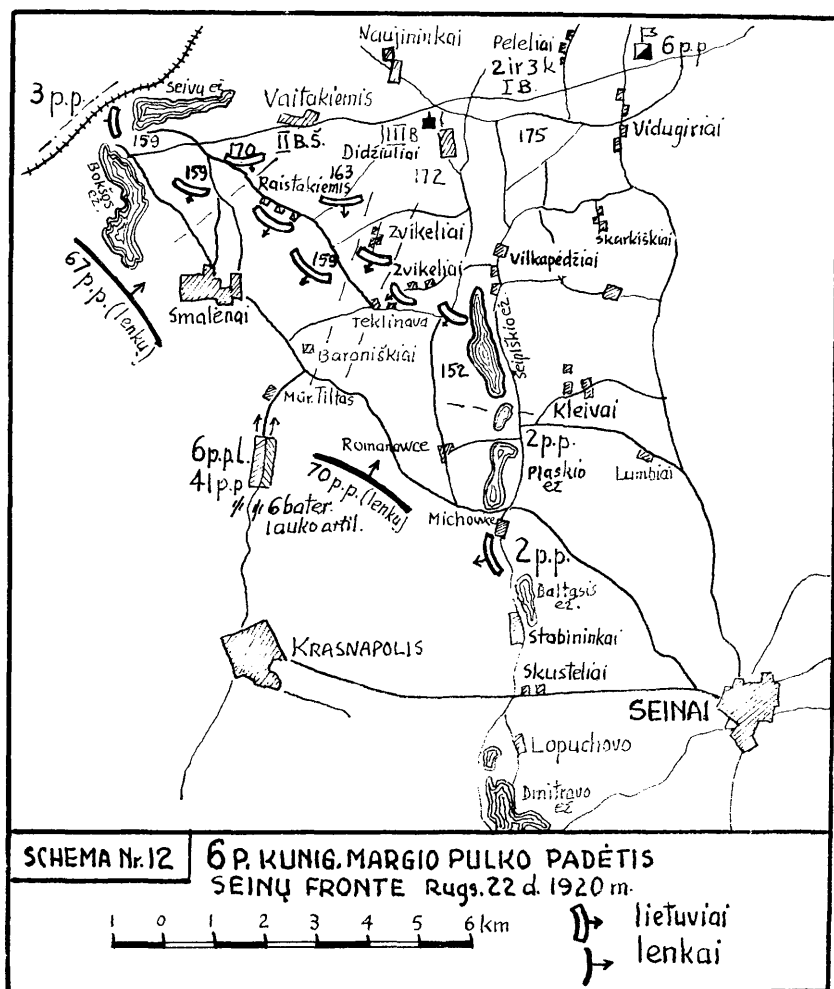 Naujininkai
Peleliai
2 ir 3 k
I B.
6 p.p
3 p.p.
Seivų ež
Vaitakiemis
159
170
II B.Š.
III B
Didžiuliai
175
Vidugiriai
Bokšos
ež.
159
Raistakiemis
163
172
Zvikeliai
Skarkiškiai
67 p.p. (lenkų)
159
Zvikeliai
Vilkapėdžiai
Smalėnai
Teklinava
Seipiškio ež
Baroniškiai
152
Mūr. Tiltas
Kleivai
6 p.p.l.
41 p.p
6 bater.
lauko artil.
70 p.p. (lenkų)
Romanowce
2 p.p.
Pląskio
ež
Lumbiai
Michowce
2 p.p.
Baltasis
ež.
Stabininkai
KRASNAPOLIS
Skusteliai
SEINAI
Lopuchovo
Dmitravo
ež
SCHEMA Nr.12
6 P. KUNIG. MARGIO PULKO PADĖTIS
SEINŲ FRONTE Rugs. 22 d. 1920 m.
1 0 1 2 3 4 5 6 km
lietuviai
lenkai